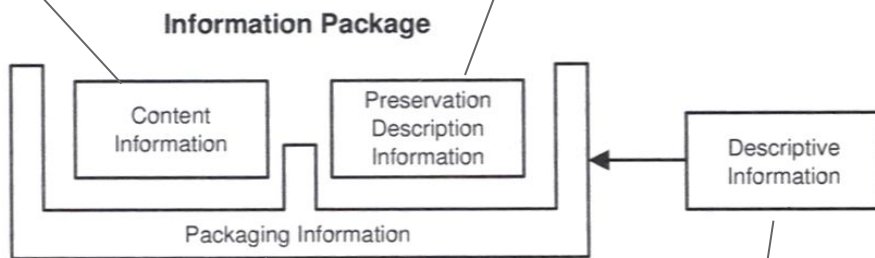 Information Package
Content
Information
Preservation
Description
Information
Descriptive
Information
Packaging Information